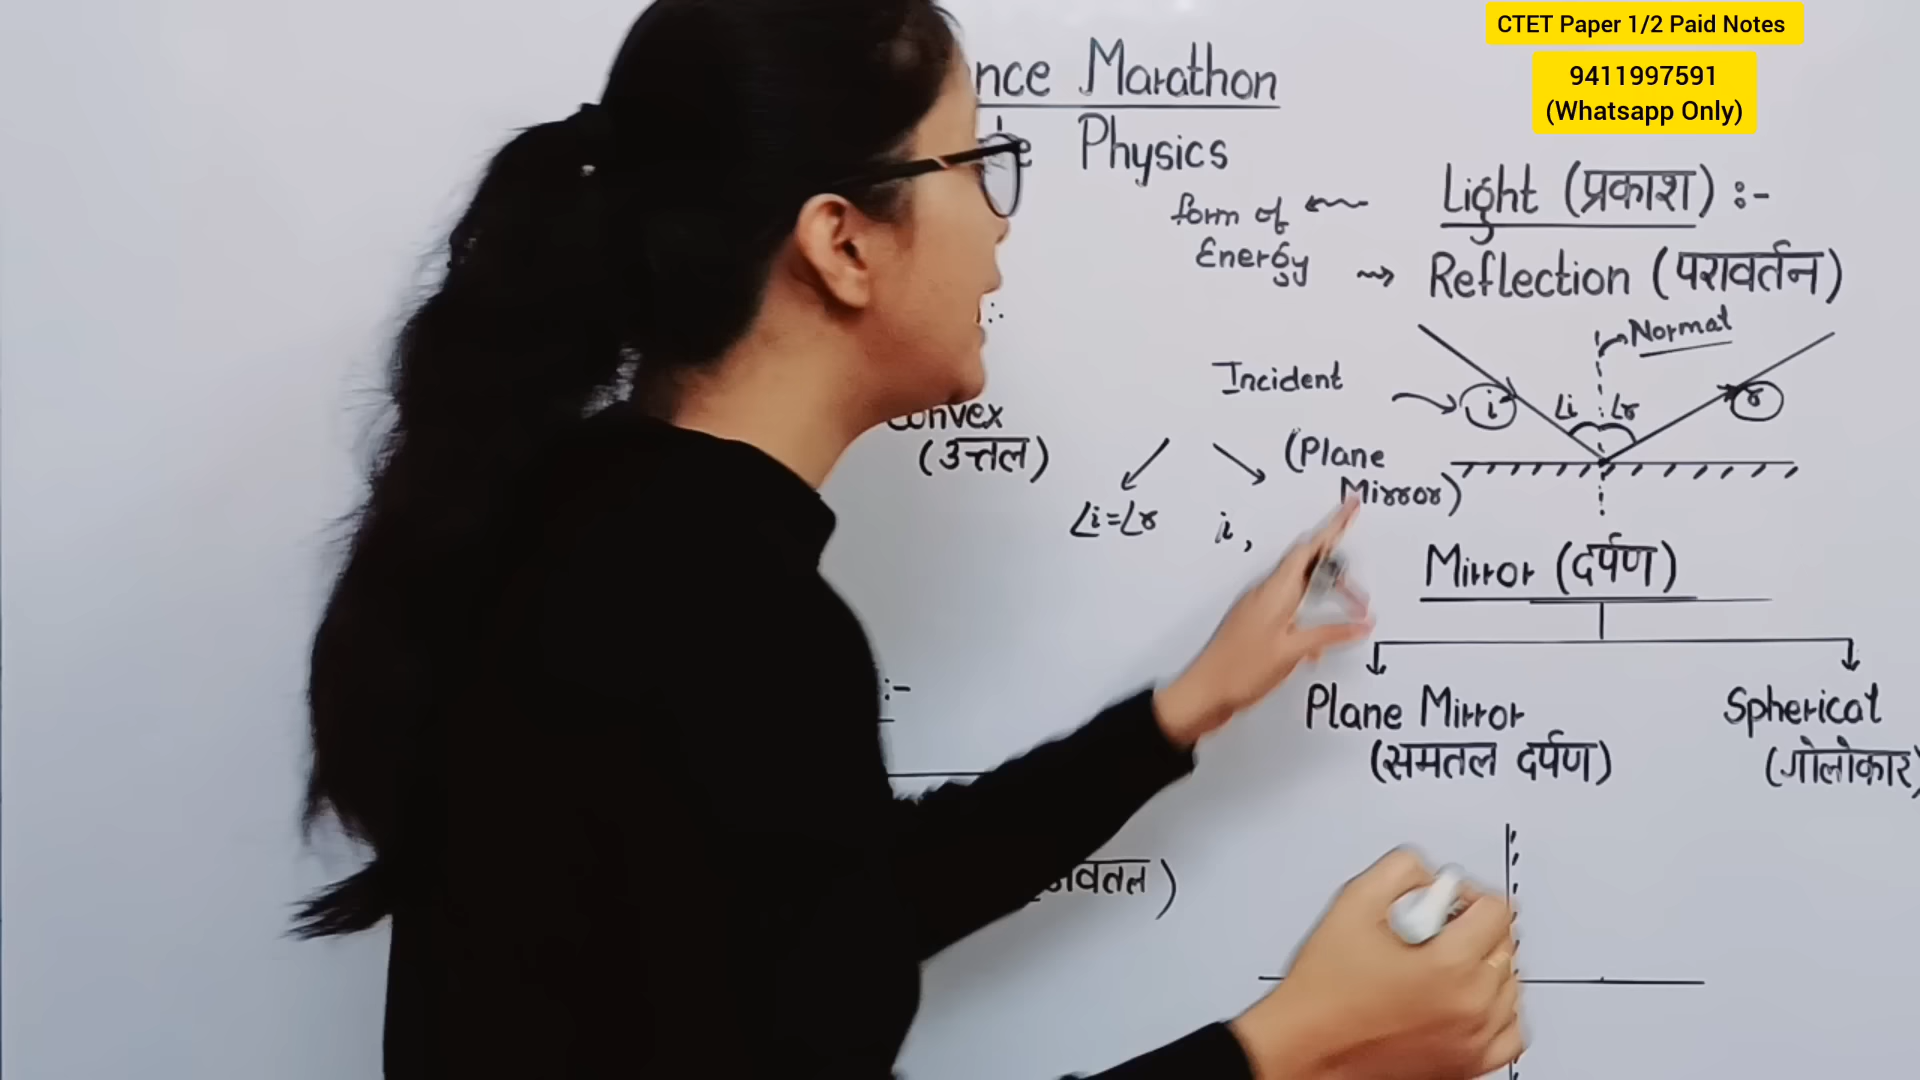 CTET Paper 1/2 Paid Notes
9411997591
(Whatsapp Only)
Marathon
Physics
Light (प्रकाश) :-
form of
Energy
Reflection (परावर्तन)
Normal
Incident
i
∠i ∠r
r
Convex
(उत्तल)
(Plane
Mirror)
∠i=∠r
i,
Mirror (दर्पण)
Plane Mirror
(समतल दर्पण)
Spherical
(गोलोकार)
:-